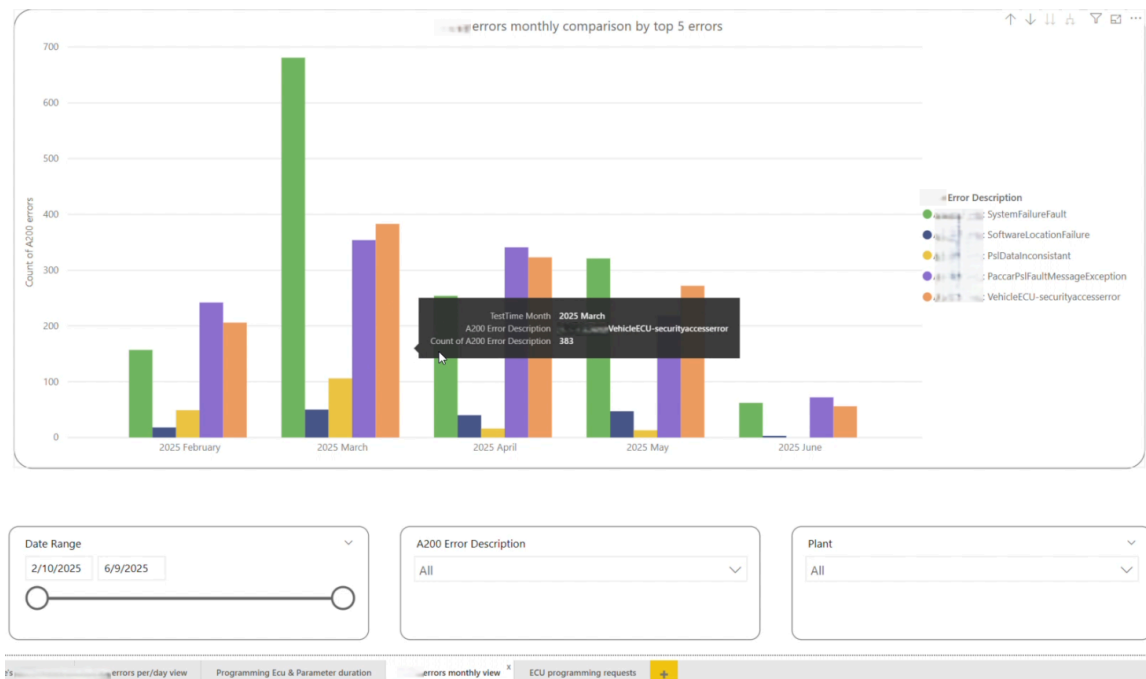 errors monthly comparison by top 5 errors
700
600
500
400
300
200
100
0
Count of A200 errors
2025 February
2025 March
2025 April
2025 May
2025 June
TestTime Month 2025 March
A200 Error Description VehicleECU-securityaccesserror
Count of A200 Error Description 383
Error Description
: SystemFailureFault
: SoftwareLocationFailure
: PslDataInconsistant
: PaccarPslFaultMessageException
: VehicleECU-securityaccesserror
Date Range
2/10/2025 6/9/2025
A200 Error Description
All
Plant
All
errors per/day view
Programming Ecu & Parameter duration
errors monthly view x
ECU programming requests
+